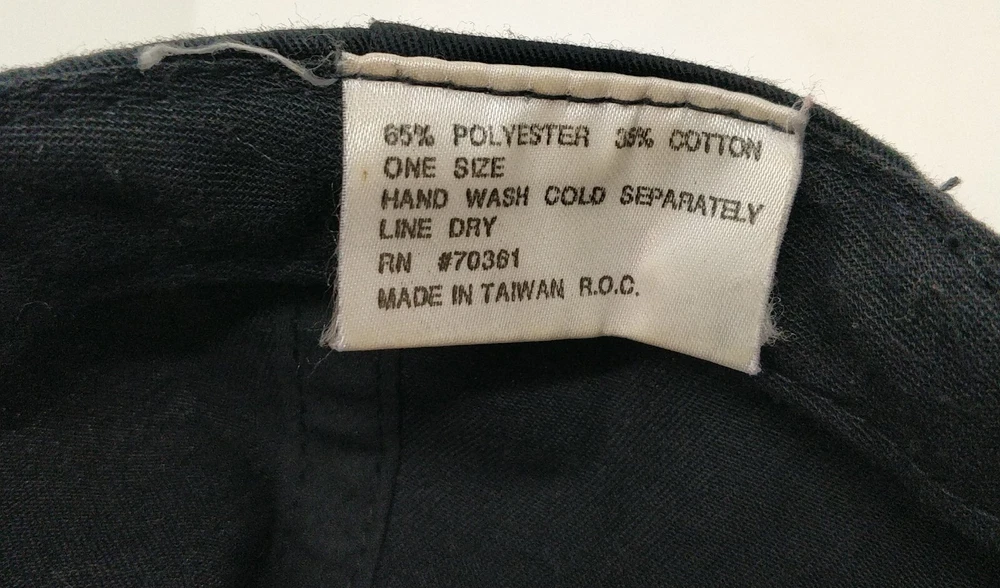 65% POLYESTER 35% COTTON
ONE SIZE
HAND WASH COLD SEPARATELY
LINE DRY
RN #70361
MADE IN TAIWAN R.O.C.